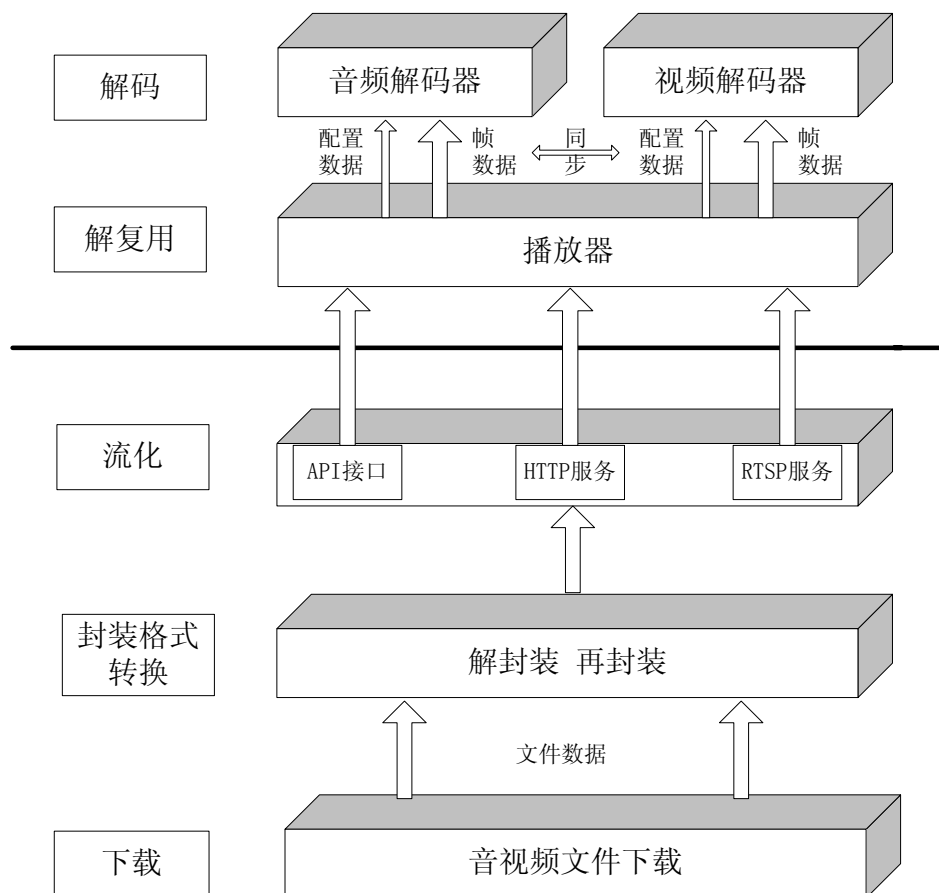 解码
音频解码器
视频解码器
配置
数据
帧
数据
同
步
配置
数据
帧
数据
解复用
播放器
流化
API接口
HTTP服务
RTSP服务
封装格式
转换
解封装 再封装
文件数据
下载
音视频文件下载